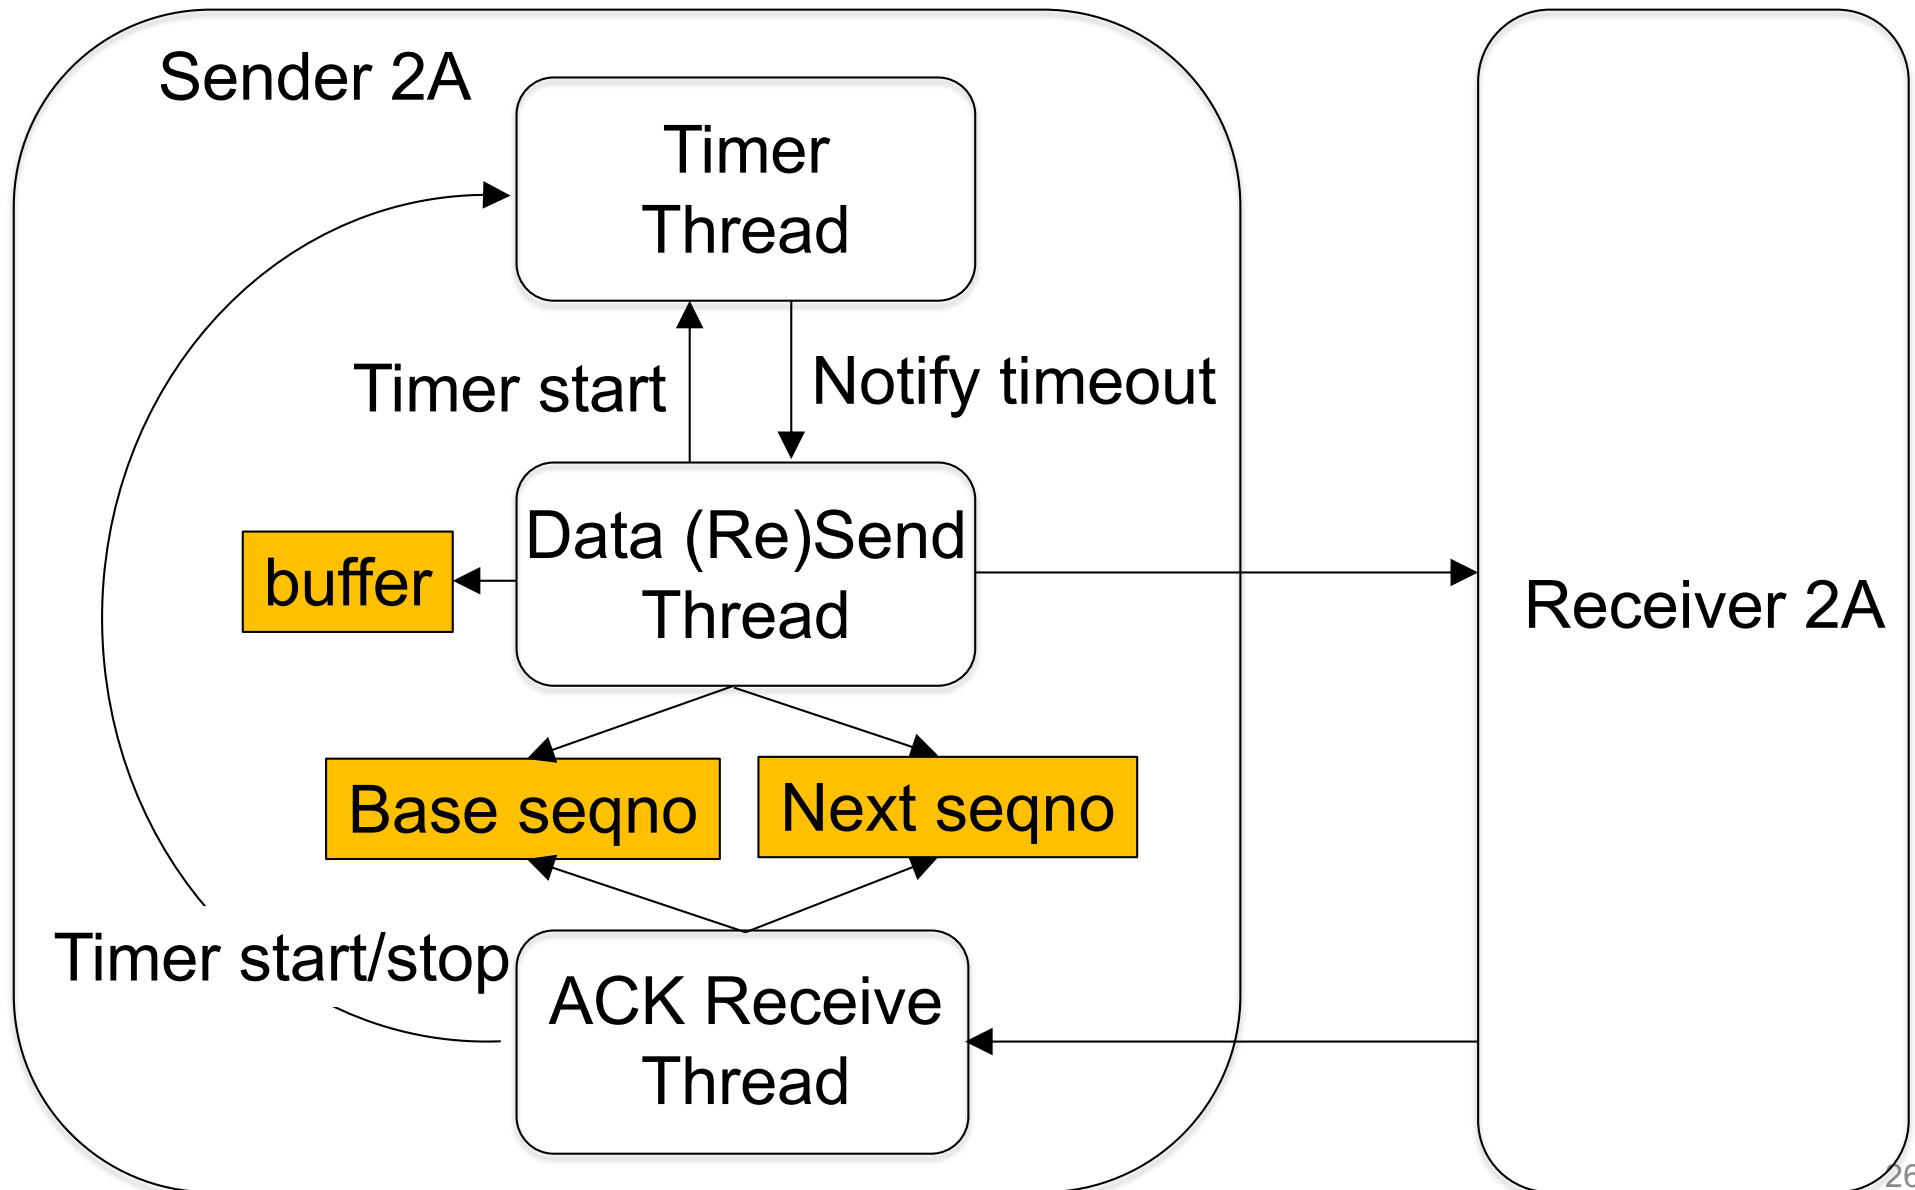 Sender 2A
Timer
Thread
Timer start
Notify timeout
Data (Re)Send
Thread
buffer
Receiver 2A
Base seqno
Next seqno
Timer start/stop
ACK Receive
Thread
26